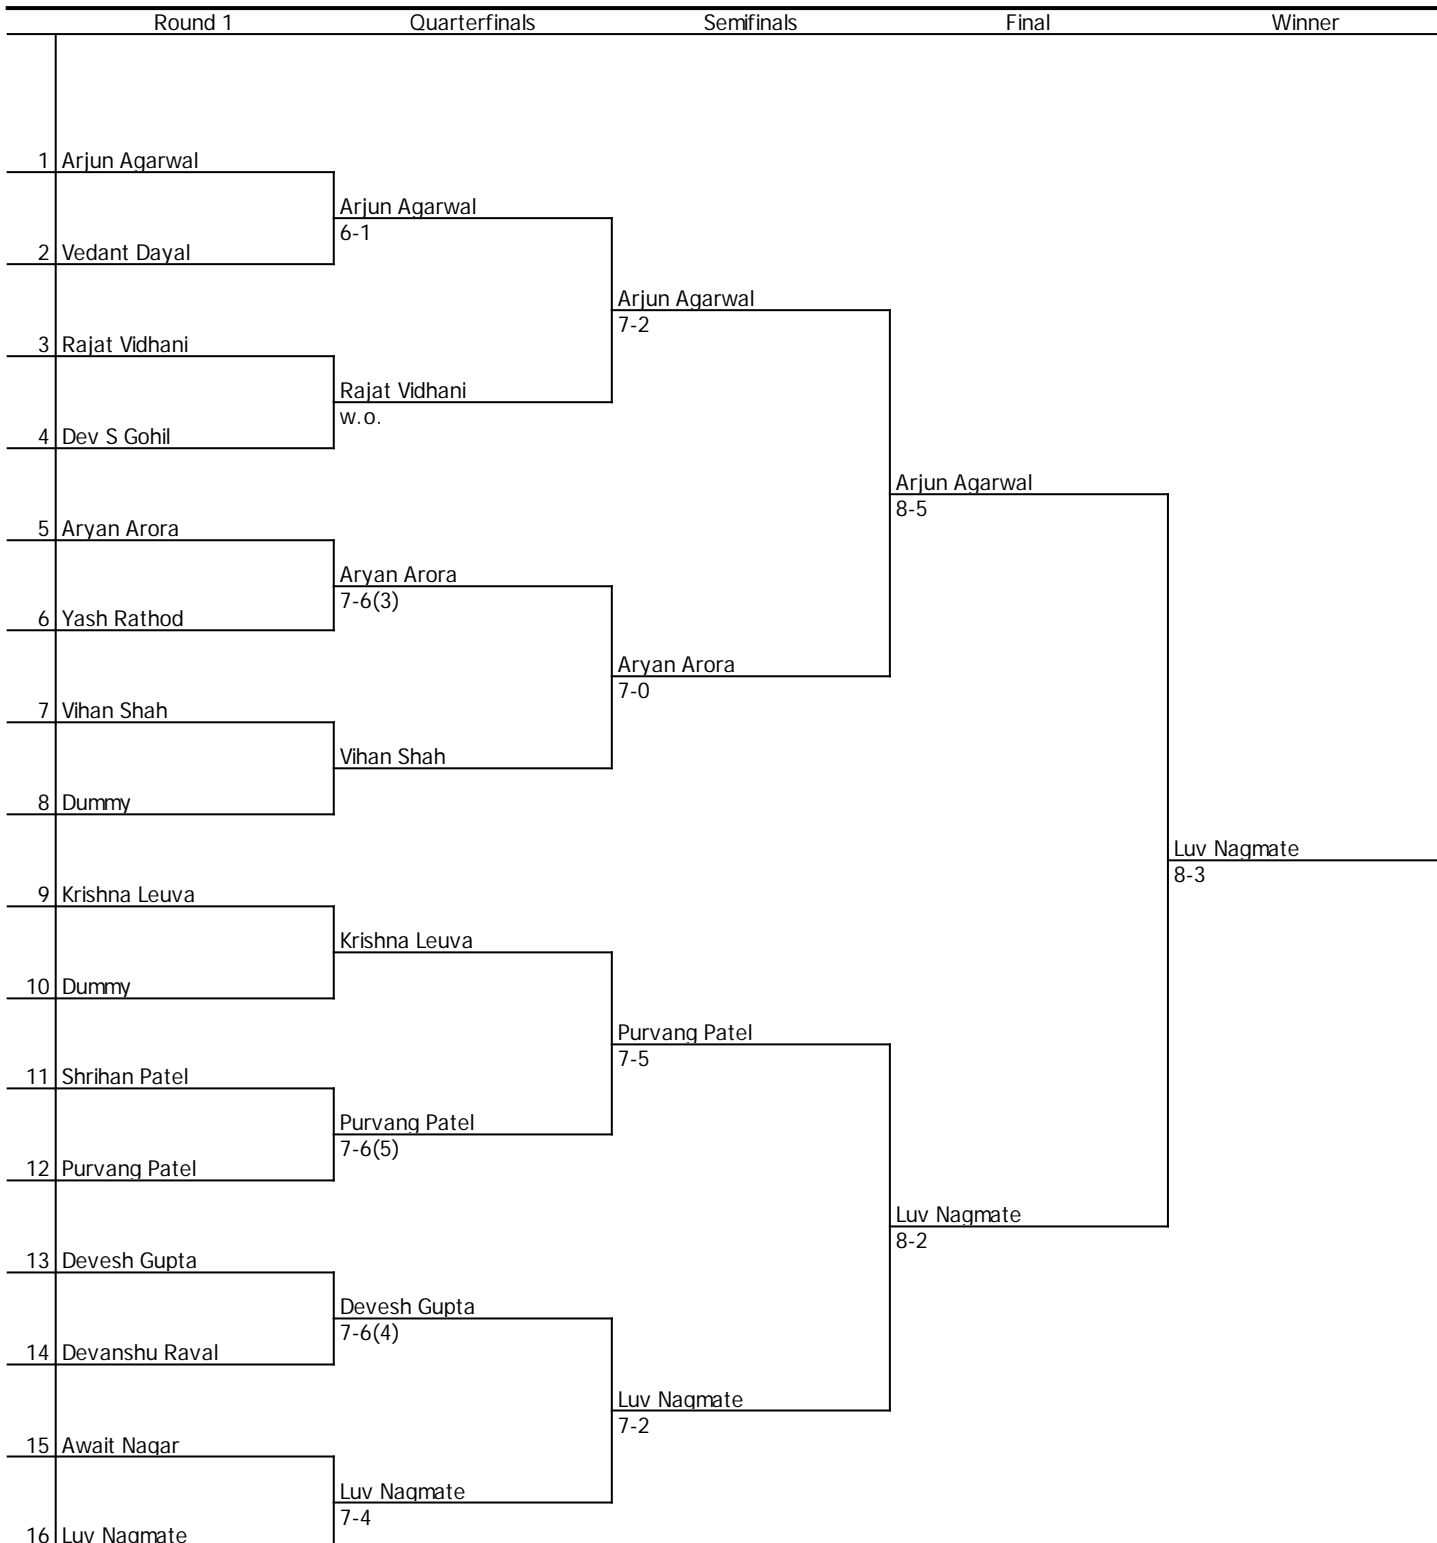 Round 1 Quarterfinals Semifinals Final Winner
1 Arjun Agarwal
Arjun Agarwal
6-1
2 Vedant Dayal
Arjun Agarwal
7-2
3 Rajat Vidhani
Rajat Vidhani
w.o.
4 Dev S Gohil
Arjun Agarwal
8-5
5 Aryan Arora
Aryan Arora
7-6(3)
6 Yash Rathod
Aryan Arora
7-0
7 Vihan Shah
Vihan Shah
8 Dummy
Luv Nagmate
8-3
9 Krishna Leuva
Krishna Leuva
10 Dummy
Purvang Patel
7-5
11 Shrihan Patel
Purvang Patel
7-6(5)
12 Purvang Patel
Luv Nagmate
8-2
13 Devesh Gupta
Devesh Gupta
7-6(4)
14 Devanshu Raval
Luv Nagmate
7-2
15 Await Nagar
Luv Nagmate
7-4
16 Luv Nagmate